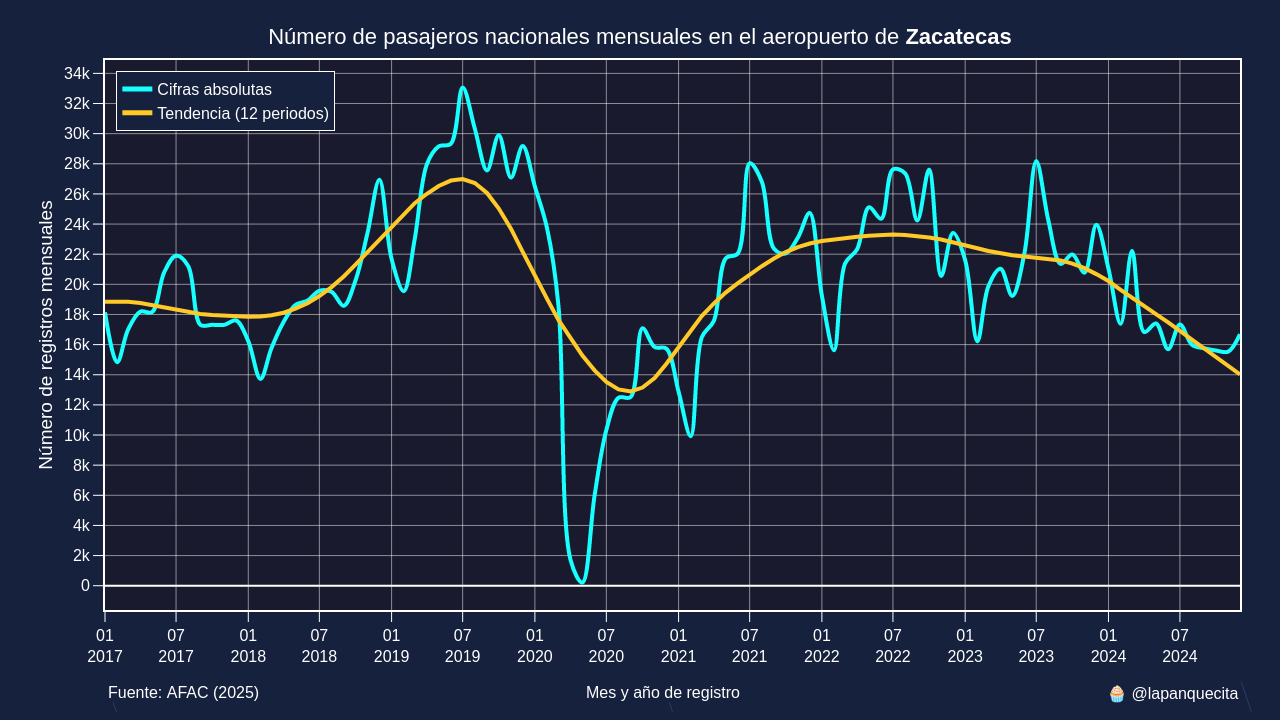 Número de pasajeros nacionales mensuales en el aeropuerto de Zacatecas
Cifras absolutas
Tendencia (12 periodos)
Número de registros mensuales
34k
32k
30k
28k
26k
24k
22k
20k
18k
16k
14k
12k
10k
8k
6k
4k
2k
0
01 07 01 07 01 07 01 07 01 07 01 07 01 07 01 07
2017 2017 2018 2018 2019 2019 2020 2020 2021 2021 2022 2022 2023 2023 2024 2024
Fuente: AFAC (2025) Mes y año de registro 🧁 @lapanquecita